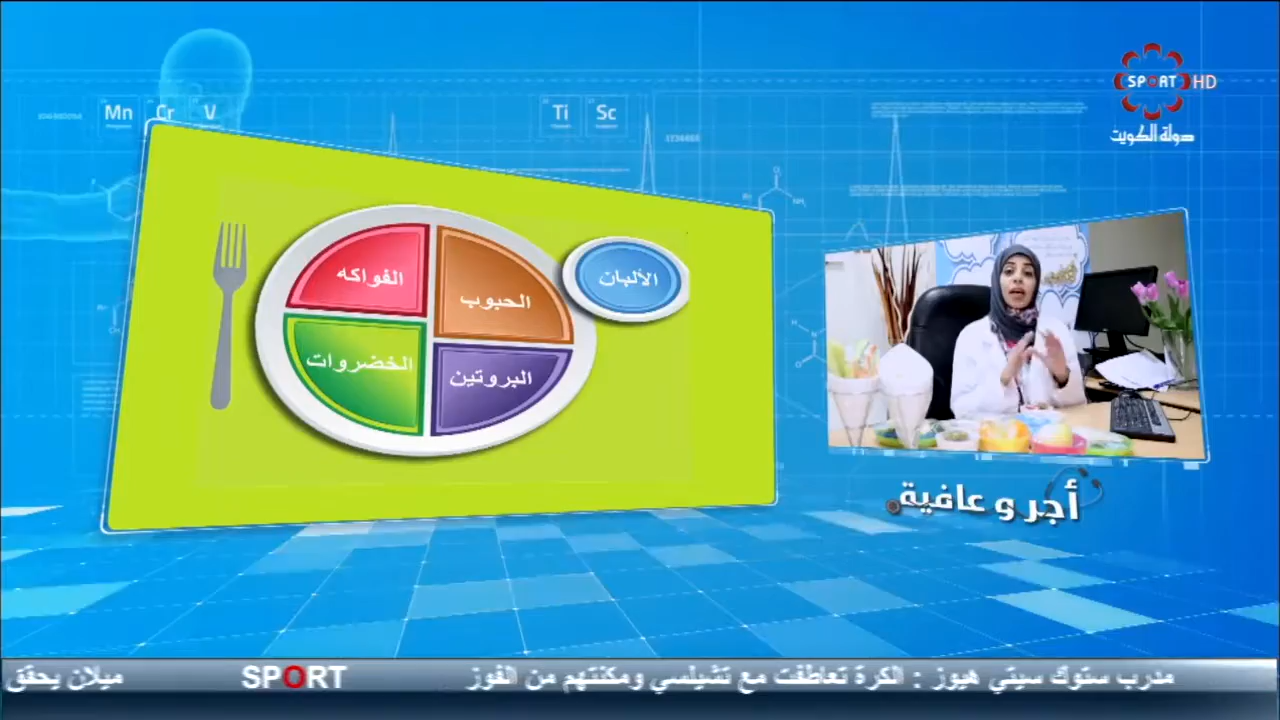 SPORT HD
دولة الكويت
Mn Cr V Ti Sc
الفواكه
الحبوب
الألبان
الخضروات
البروتين
أجر و عافية
مدرب ستوك سيتي هيوز : الكرة تعاطفت مع تشيلسي ومكنتهم من الفوز SPORT ميلان يحقق